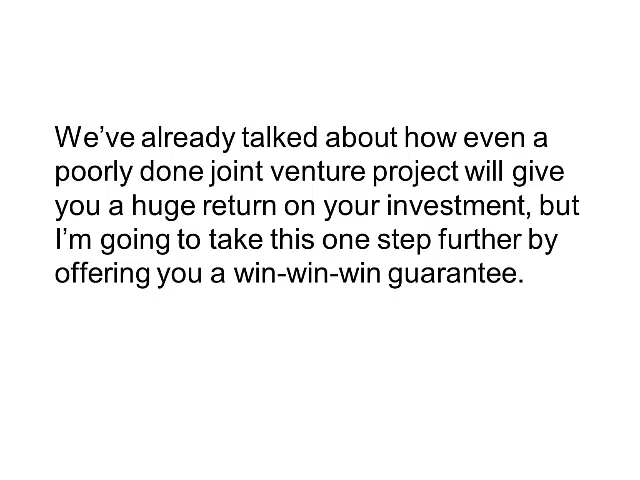 We’ve already talked about how even a
poorly done joint venture project will give
you a huge return on your investment, but
I’m going to take this one step further by
offering you a win-win-win guarantee.